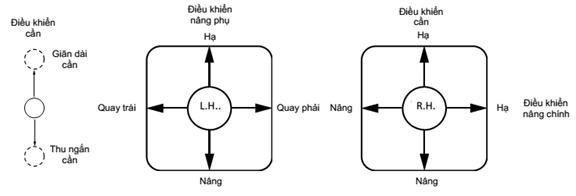 Điều khiển
cần
Giãn dài
cần
Thu ngắn
cần
Điều khiển
nâng phụ
Hạ
Quay trái
L.H..
Quay phải
Nâng
Điều khiển
cần
Hạ
Nâng
R.H.
Hạ
Điều khiển
nâng chính
Nâng